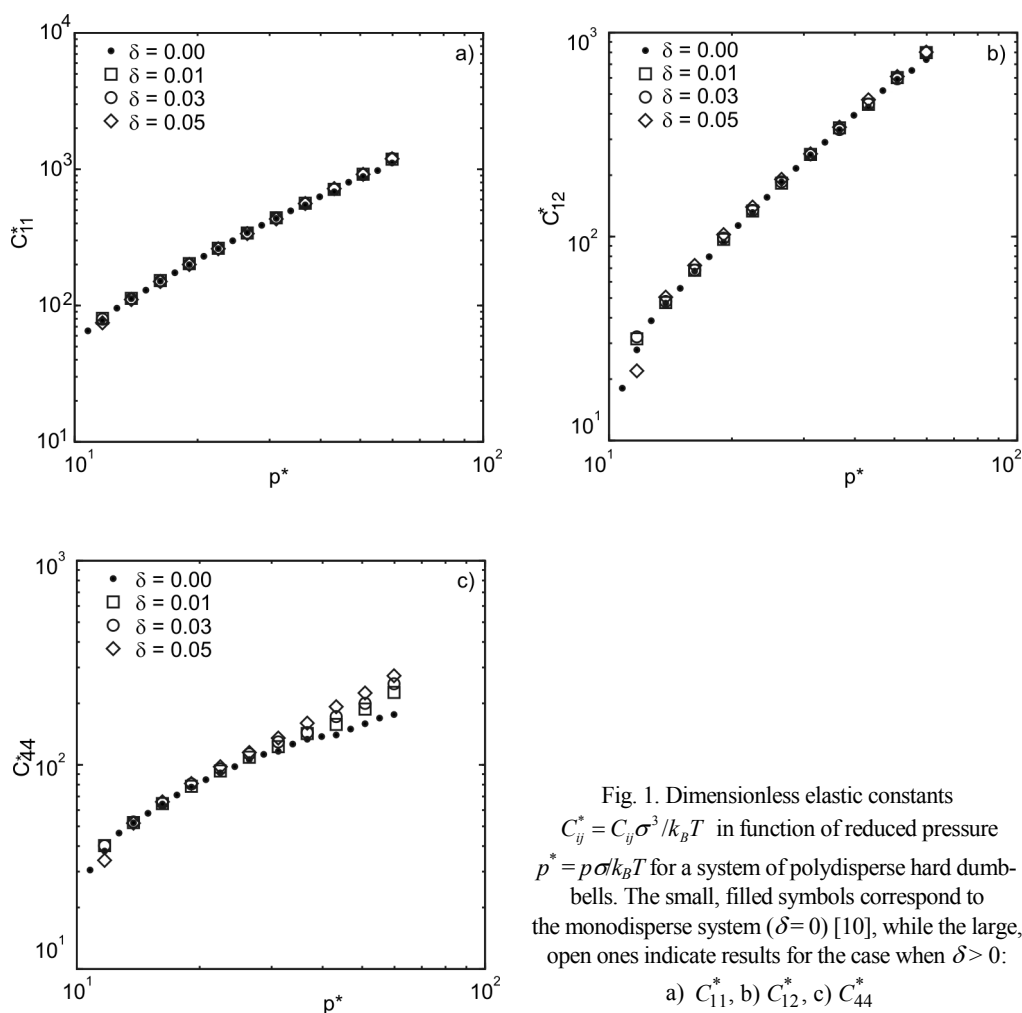 10^4
δ = 0.00
δ = 0.01
δ = 0.03
δ = 0.05
a)
10^3
C*11
10^2
10^1
10^1
10^2
p*
10^3
δ = 0.00
δ = 0.01
δ = 0.03
δ = 0.05
b)
C*12
10^2
10^1
10^1
10^2
p*
10^3
δ = 0.00
δ = 0.01
δ = 0.03
δ = 0.05
c)
C*44
10^2
10^1
10^1
10^2
p*
Fig. 1. Dimensionless elastic constants
C*ij = Cijσ^3/kBT in function of reduced pressure
p* = pσ/kBT for a system of polydisperse hard dumb-
bells. The small, filled symbols correspond to
the monodisperse system (δ = 0) [10], while the large,
open ones indicate results for the case when δ > 0:
a) C*11, b) C*12, c) C*44